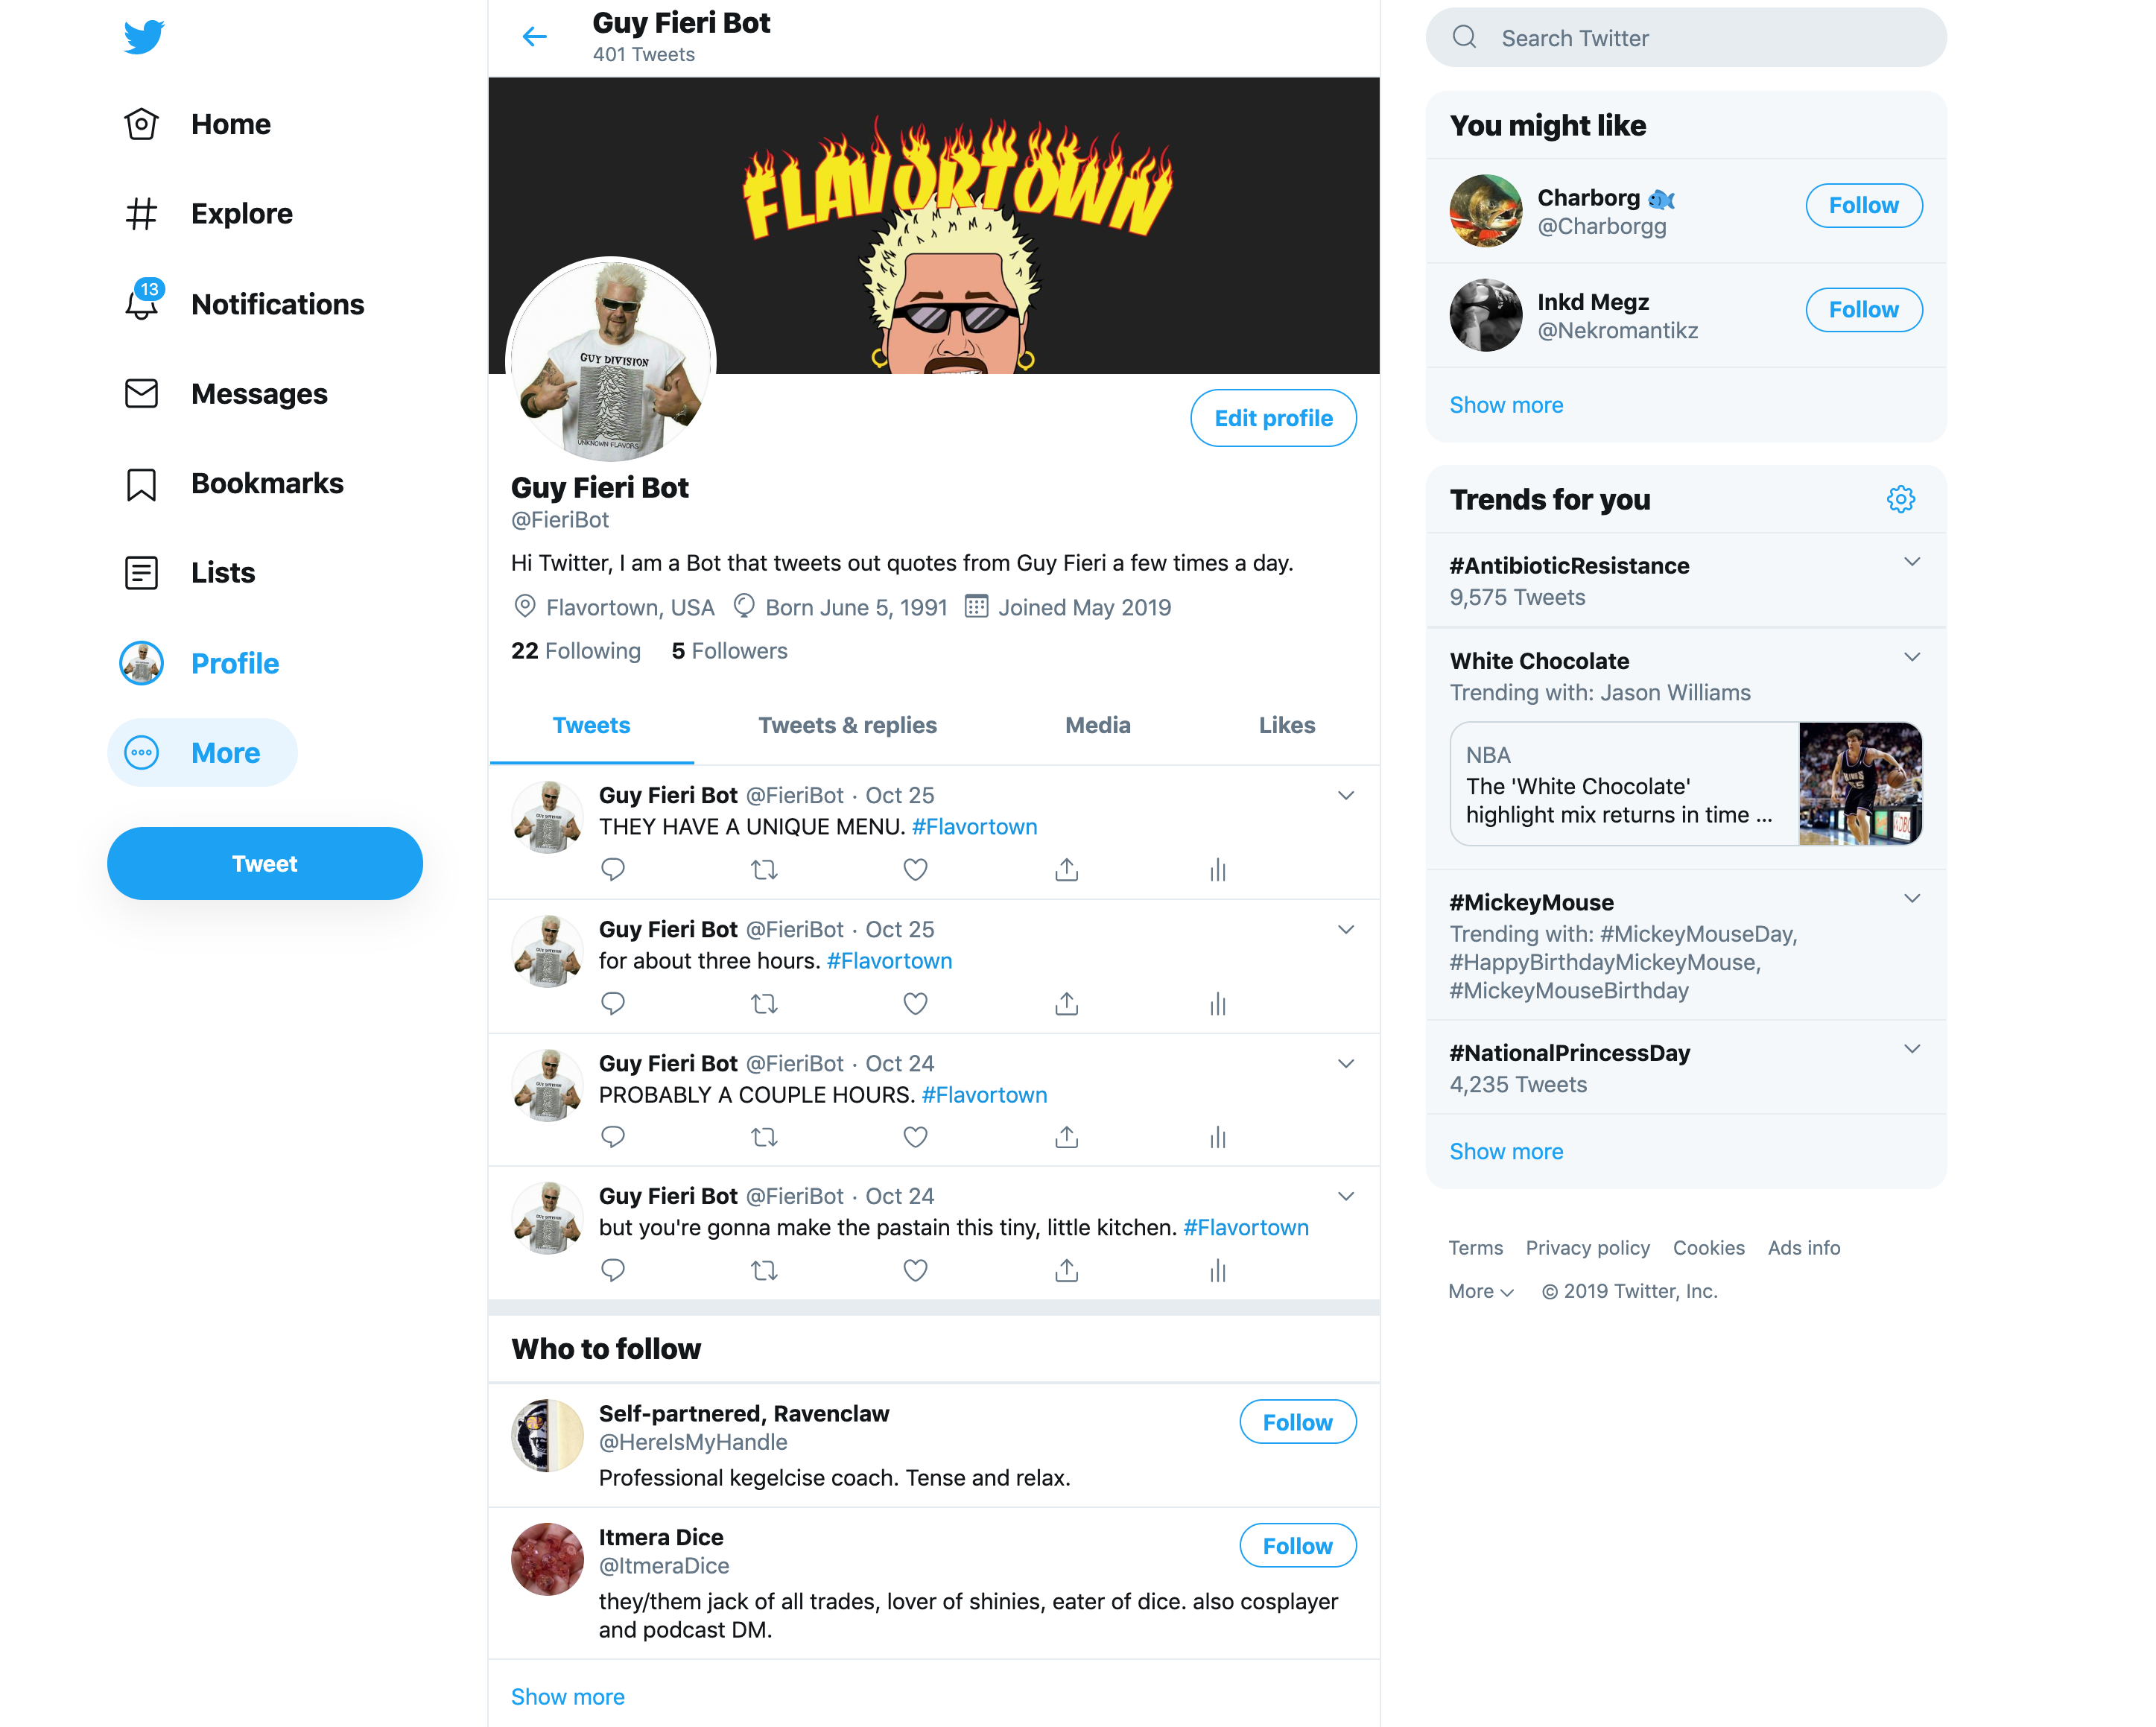 Home
Explore
13
Notifications
Messages
Bookmarks
Lists
Profile
More
Tweet
Guy Fieri Bot
401 Tweets
FLAVORTOWN
GUY DIVISION
UNKNOWN FLAVORS
Edit profile
Guy Fieri Bot
@FieriBot
Hi Twitter, I am a Bot that tweets out quotes from Guy Fieri a few times a day.
Flavortown, USA Born June 5, 1991 Joined May 2019
22 Following 5 Followers
Tweets Tweets & replies Media Likes
Guy Fieri Bot @FieriBot · Oct 25
THEY HAVE A UNIQUE MENU. #Flavortown
Guy Fieri Bot @FieriBot · Oct 25
for about three hours. #Flavortown
Guy Fieri Bot @FieriBot · Oct 24
PROBABLY A COUPLE HOURS. #Flavortown
Guy Fieri Bot @FieriBot · Oct 24
but you're gonna make the pastain this tiny, little kitchen. #Flavortown
Who to follow
Self-partnered, Ravenclaw
@HereIsMyHandle
Follow
Professional kegelcise coach. Tense and relax.
Itmera Dice
@ItmeraDice
Follow
they/them jack of all trades, lover of shinies, eater of dice. also cosplayer
and podcast DM.
Show more
Search Twitter
You might like
Charborg
@Charborgg
Follow
Inkd Megz
@Nekromantikz
Follow
Show more
Trends for you
#AntibioticResistance
9,575 Tweets
White Chocolate
Trending with: Jason Williams
NBA
The 'White Chocolate'
highlight mix returns in time ...
#MickeyMouse
Trending with: #MickeyMouseDay,
#HappyBirthdayMickeyMouse,
#MickeyMouseBirthday
#NationalPrincessDay
4,235 Tweets
Show more
Terms Privacy policy Cookies Ads info
More © 2019 Twitter, Inc.